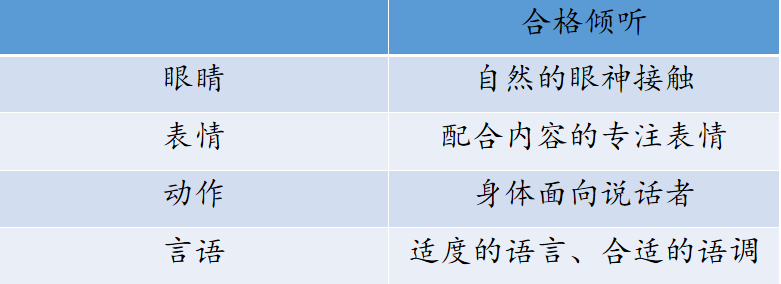 合格倾听
眼睛 自然的眼神接触
表情 配合内容的专注表情
动作 身体面向说话者
言语 适度的语言、合适的语调